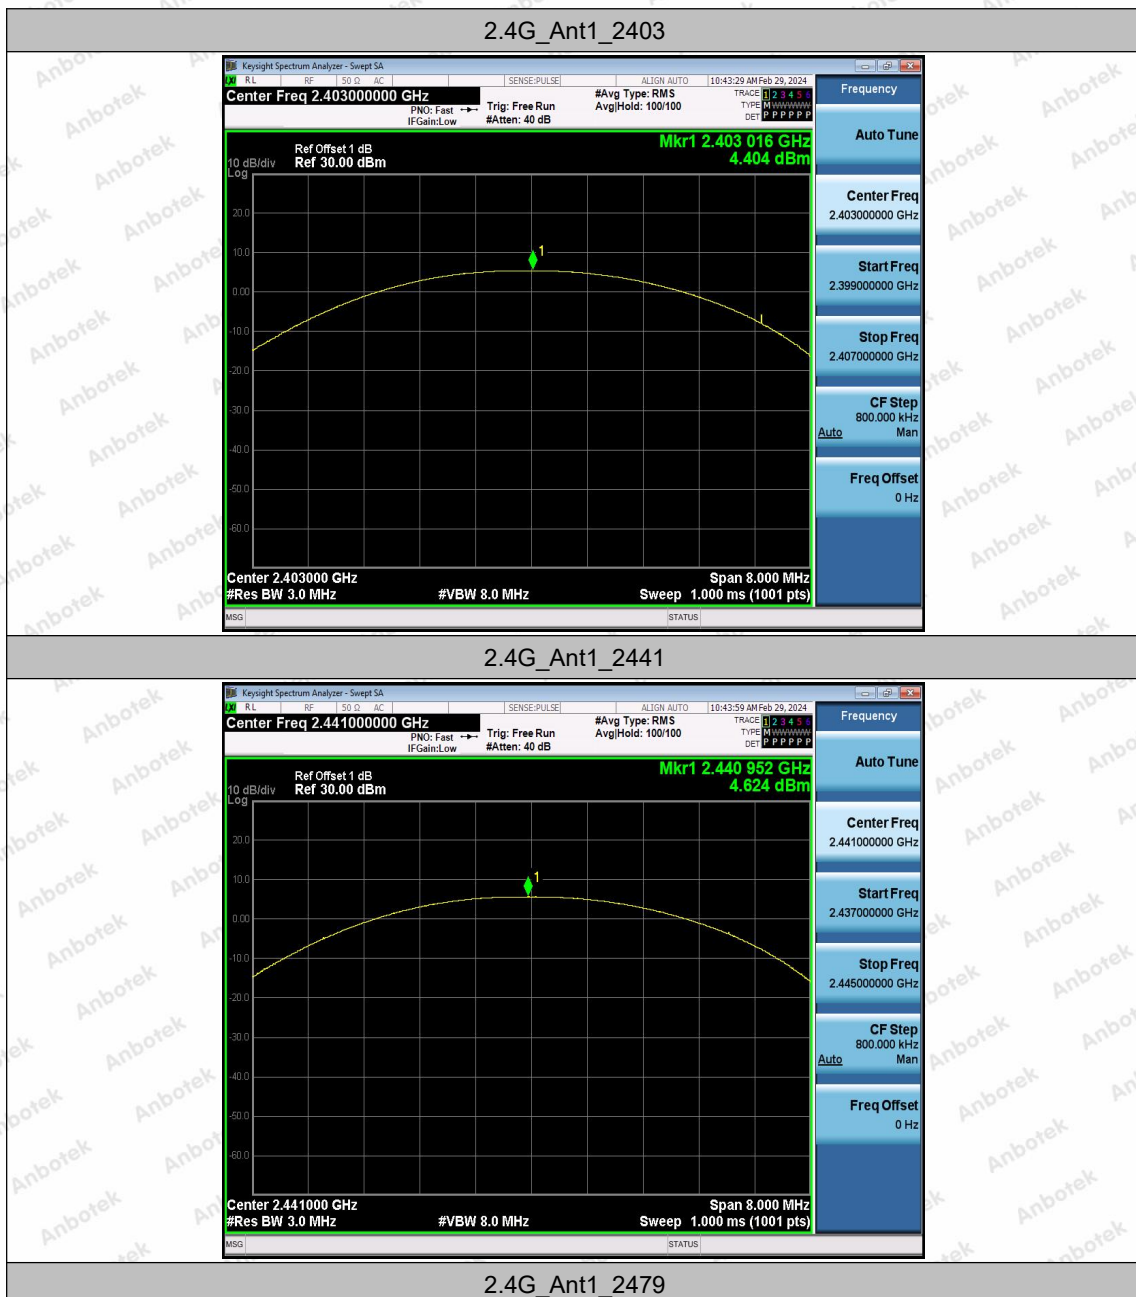 2.4G_Ant1_2403
Keysight Spectrum Analyzer - Swept SA
RL RF 50 Ω AC SENSE:PULSE ALIGN AUTO 10:43:29 AM Feb 29, 2024
Center Freq 2.403000000 GHz #Avg Type: RMS TRACE 1 2 3 4 5 6
PNO: Fast Trig: Free Run Avg|Hold: 100/100 TYPE M WWWWW
IFGain:Low #Atten: 40 dB DET P P P P P P
Frequency
Auto Tune
Center Freq
2.403000000 GHz
Start Freq
2.399000000 GHz
Stop Freq
2.407000000 GHz
CF Step
800.000 kHz
Auto Man
Freq Offset
0 Hz
Mkr1 2.403 016 GHz
4.404 dBm
Ref Offset 1 dB
10 dB/div Ref 30.00 dBm
Log
20.0
10.0
1
0.00
-10.0
-20.0
-30.0
-40.0
-50.0
-60.0
Center 2.403000 GHz Span 8.000 MHz
#Res BW 3.0 MHz #VBW 8.0 MHz Sweep 1.000 ms (1001 pts)
MSG STATUS
2.4G_Ant1_2441
Keysight Spectrum Analyzer - Swept SA
RL RF 50 Ω AC SENSE:PULSE ALIGN AUTO 10:43:59 AM Feb 29, 2024
Center Freq 2.441000000 GHz #Avg Type: RMS TRACE 1 2 3 4 5 6
PNO: Fast Trig: Free Run Avg|Hold: 100/100 TYPE M WWWWW
IFGain:Low #Atten: 40 dB DET P P P P P P
Frequency
Auto Tune
Center Freq
2.441000000 GHz
Start Freq
2.437000000 GHz
Stop Freq
2.445000000 GHz
CF Step
800.000 kHz
Auto Man
Freq Offset
0 Hz
Mkr1 2.440 952 GHz
4.624 dBm
Ref Offset 1 dB
10 dB/div Ref 30.00 dBm
Log
20.0
10.0
1
0.00
-10.0
-20.0
-30.0
-40.0
-50.0
-60.0
Center 2.441000 GHz Span 8.000 MHz
#Res BW 3.0 MHz #VBW 8.0 MHz Sweep 1.000 ms (1001 pts)
MSG STATUS
2.4G_Ant1_2479